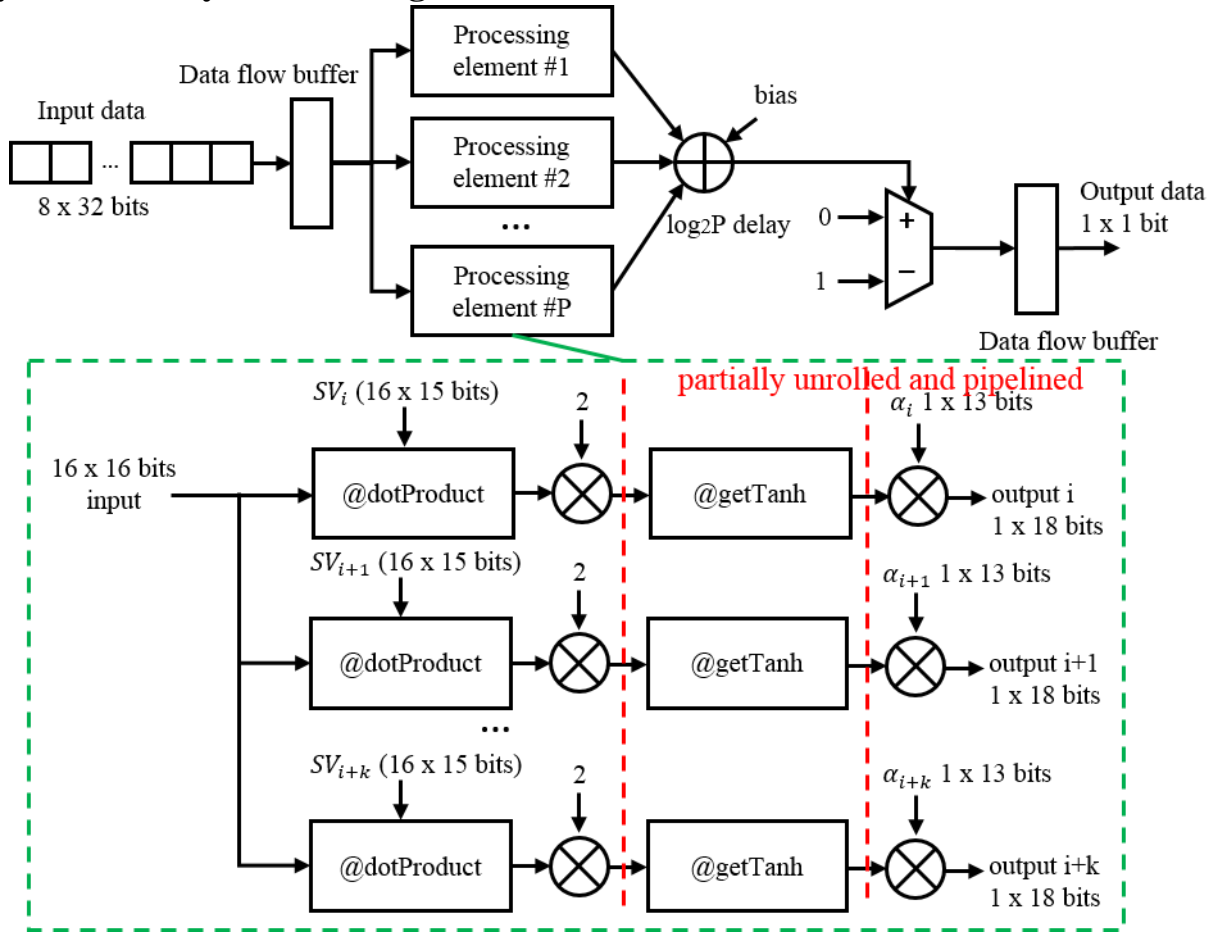 Processing
element #1
Data flow buffer
bias
Input data
Processing
element #2
...
8 x 32 bits
...
log2P delay
0
+
Output data
1 x 1 bit
Processing
element #P
1
−
Data flow buffer
partially unrolled and pipelined
SVᵢ (16 x 15 bits)
2
αᵢ 1 x 13 bits
16 x 16 bits
input
@dotProduct
@getTanh
output i
1 x 18 bits
SVᵢ₊₁ (16 x 15 bits)
2
αᵢ₊₁ 1 x 13 bits
@dotProduct
@getTanh
output i+1
1 x 18 bits
...
SVᵢ₊ₖ (16 x 15 bits)
2
αᵢ₊ₖ 1 x 13 bits
@dotProduct
@getTanh
output i+k
1 x 18 bits